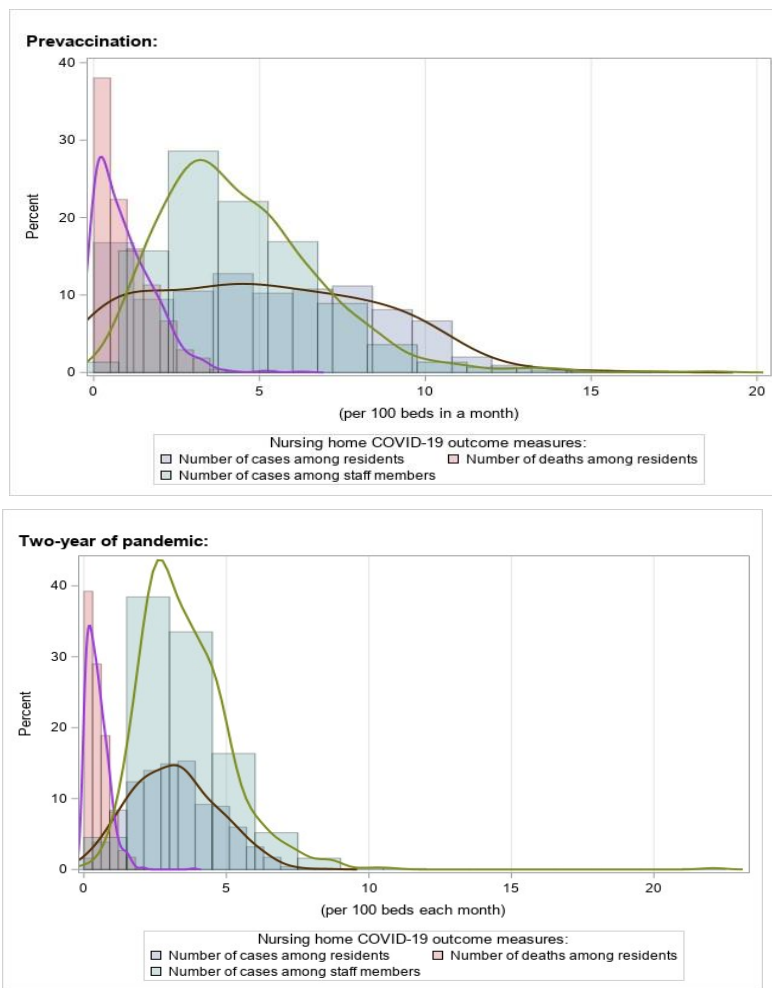 Prevaccination:
40
30
20
10
0
Percent
0 5 10 15 20
(per 100 beds in a month)
Nursing home COVID-19 outcome measures:
Number of cases among residents Number of deaths among residents
Number of cases among staff members
Two-year of pandemic:
40
30
20
10
0
Percent
0 5 10 15 20
(per 100 beds each month)
Nursing home COVID-19 outcome measures:
Number of cases among residents Number of deaths among residents
Number of cases among staff members